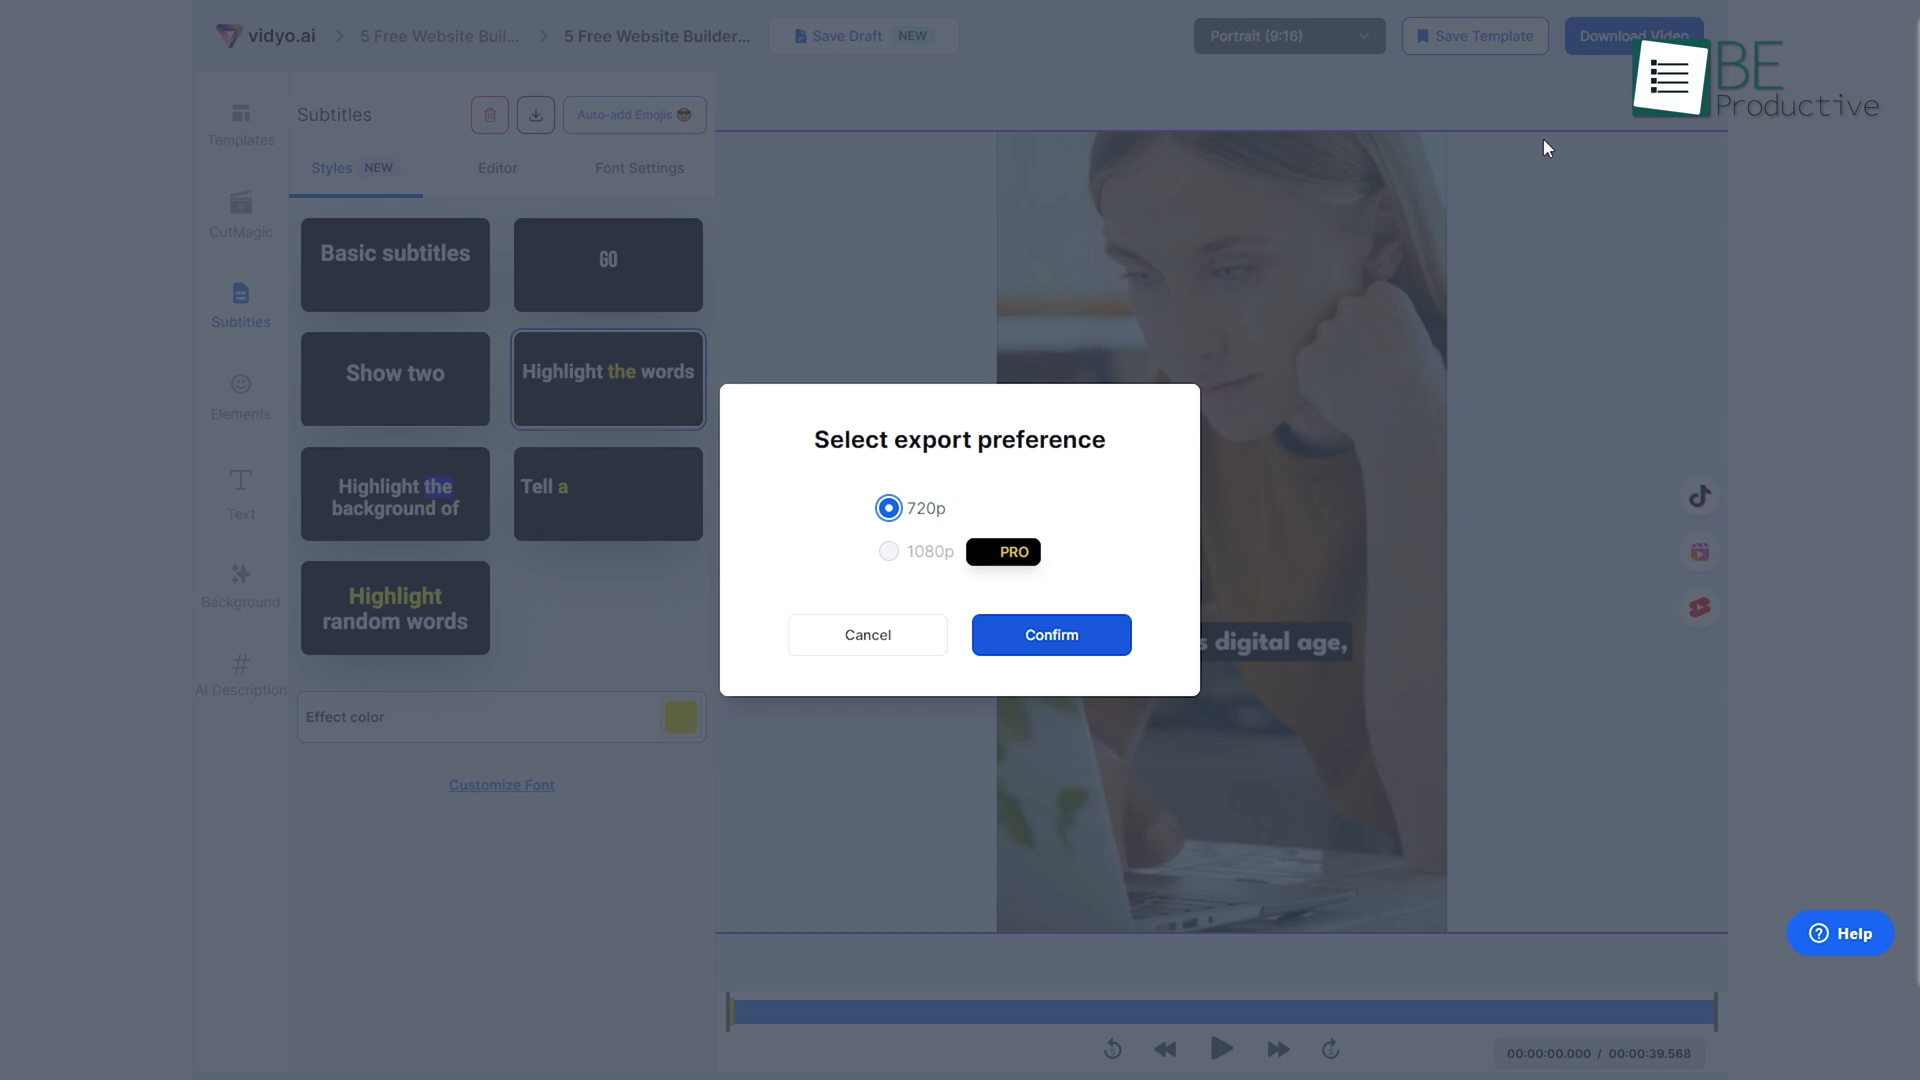 vidyo.ai > 5 Free Website Buil... > 5 Free Website Builder...
Save Draft NEW
Portrait (9:16)
Save Template
Download Video
BE
Productive
Templates
CutMagic
Subtitles
Elements
Text
Background
AI Description
Subtitles
Auto-add Emojis 😎
Styles NEW
Editor
Font Settings
Basic subtitles
GO
Show two
Highlight the words
Highlight the
background of
Tell a
Highlight
random words
Effect color
Customize Font
Select export preference
720p
1080p PRO
Cancel
Confirm
s digital age,
Help
5
5
00:00:00.000 / 00:00:39.568